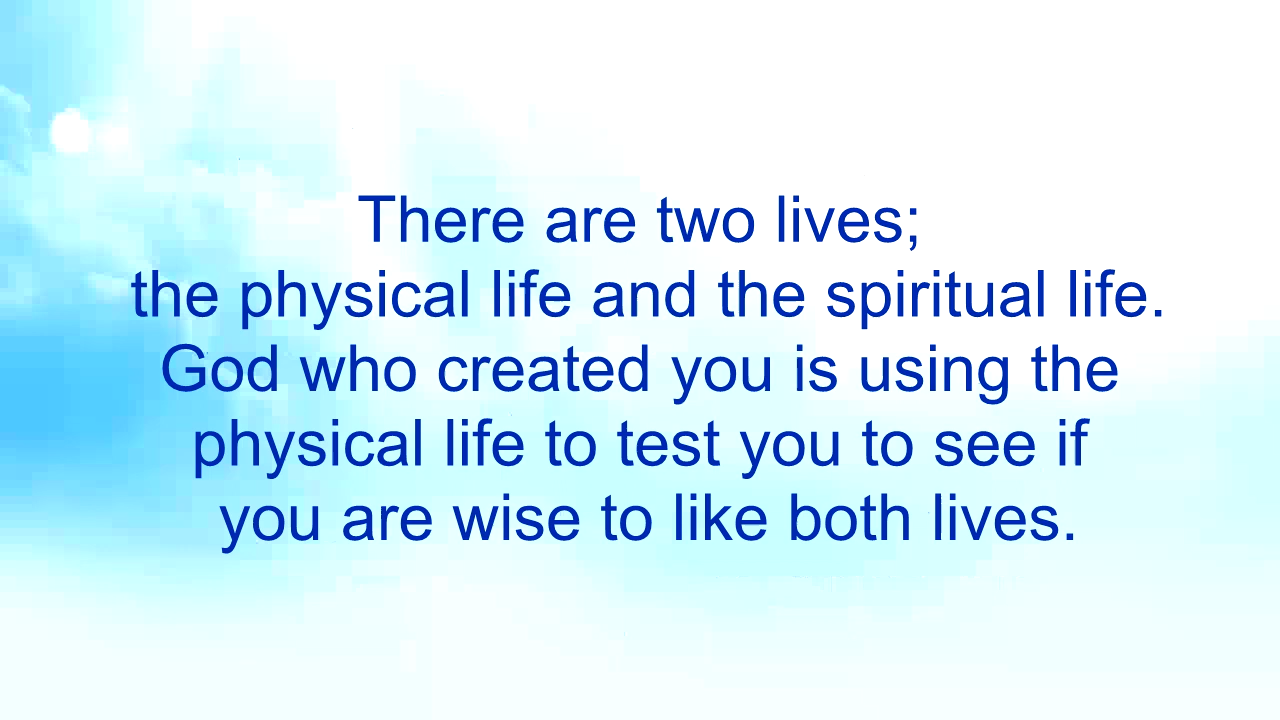 There are two lives;
the physical life and the spiritual life.
God who created you is using the
physical life to test you to see if
you are wise to like both lives.